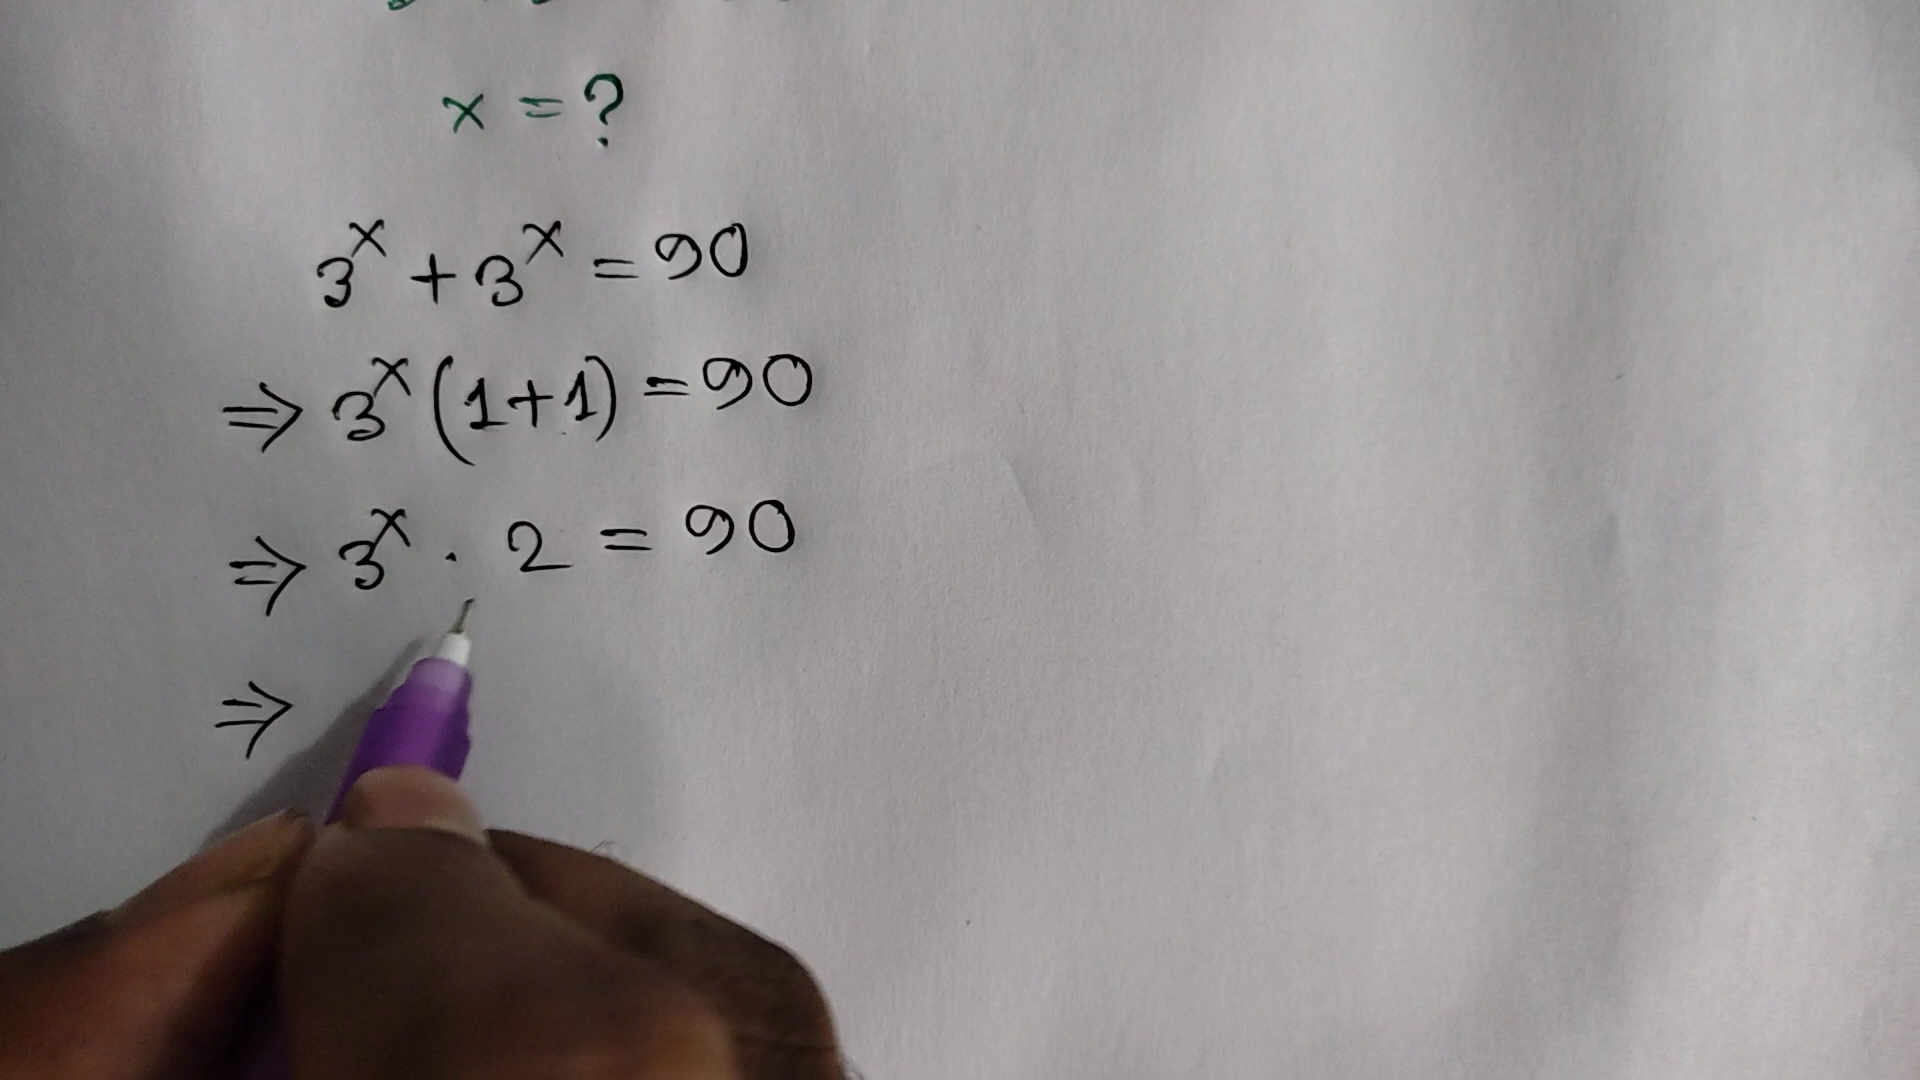 x = ?
3^x + 3^x = 90
⇒ 3^x (1+1) = 90
⇒ 3^x . 2 = 90
⇒